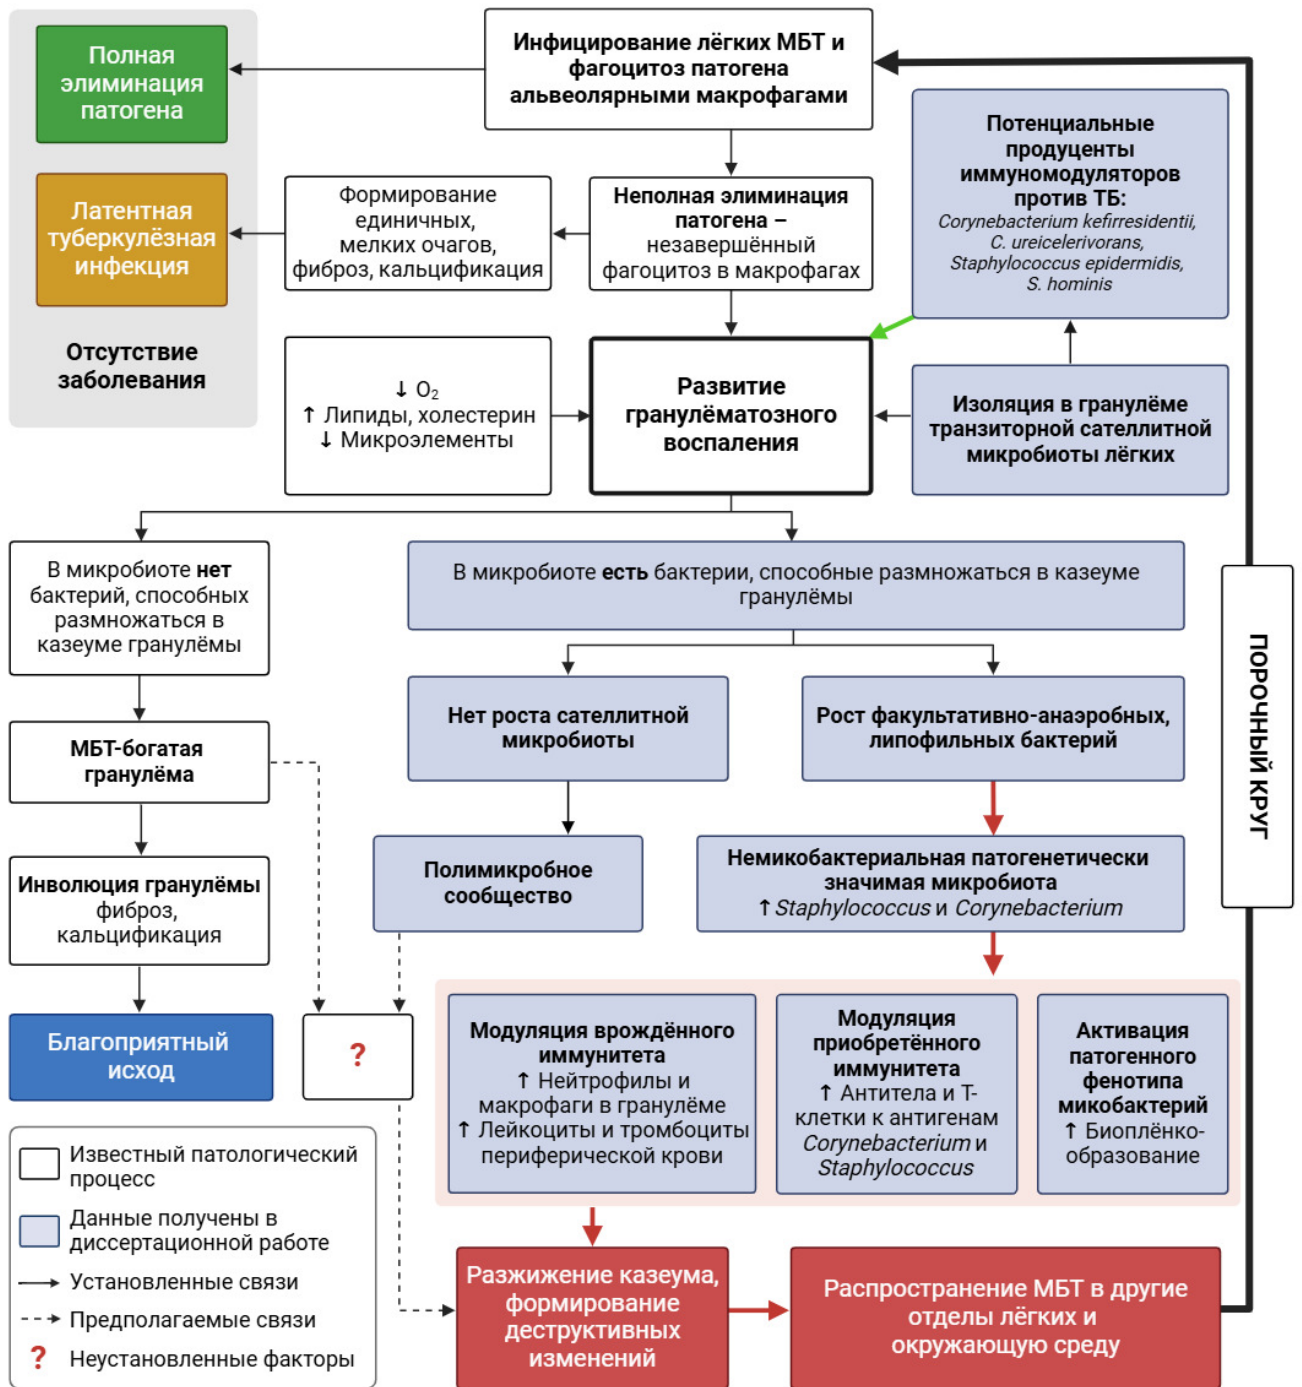 Полная
элиминация
патогена
Инфицирование лёгких МБТ и
фагоцитоз патогена
альвеолярными макрофагами
Потенциальные
продуценты
иммуномодуляторов
против ТБ:
Corynebacterium kefirresidentii,
C. ureicelerivorans,
Staphylococcus epidermidis,
S. hominis
Латентная
туберкулёзная
инфекция
Формирование
единичных,
мелких очагов,
фиброз, кальцификация
Неполная элиминация
патогена –
незавершённый
фагоцитоз в макрофагах
Отсутствие
заболевания
↓ O₂
↑ Липиды, холестерин
↓ Микроэлементы
Развитие
гранулёматозного
воспаления
Изоляция в гранулёме
транзиторной сателлитной
микробиоты лёгких
В микробиоте нет
бактерий, способных
размножаться в
казеуме гранулёмы
В микробиоте есть бактерии, способные размножаться в казеуме
гранулёмы
ПОРОЧНЫЙ КРУГ
МБТ-богатая
гранулёма
Нет роста сателлитной
микробиоты
Рост факультативно-анаэробных,
липофильных бактерий
Инволюция гранулёмы
фиброз,
кальцификация
Полимикробное
сообщество
Немикобактериальная патогенетически
значимая микробиота
↑ Staphylococcus и Corynebacterium
Благоприятный
исход
?
Модуляция врождённого
иммунитета
↑ Нейтрофилы и
макрофаги в гранулёме
↑ Лейкоциты и тромбоциты
периферической крови
Модуляция
приобретённого
иммунитета
↑ Антитела и Т-
клетки к антигенам
Corynebacterium и
Staphylococcus
Активация
патогенного
фенотипа
микобактерий
↑ Биоплёнко-
образование
Известный патологический
процесс
Данные получены в
диссертационной работе
Установленные связи
Предполагаемые связи
? Неустановленные факторы
Разжижение казеума,
формирование
деструктивных
изменений
Распространение МБТ в другие
отделы лёгких и
окружающую среду